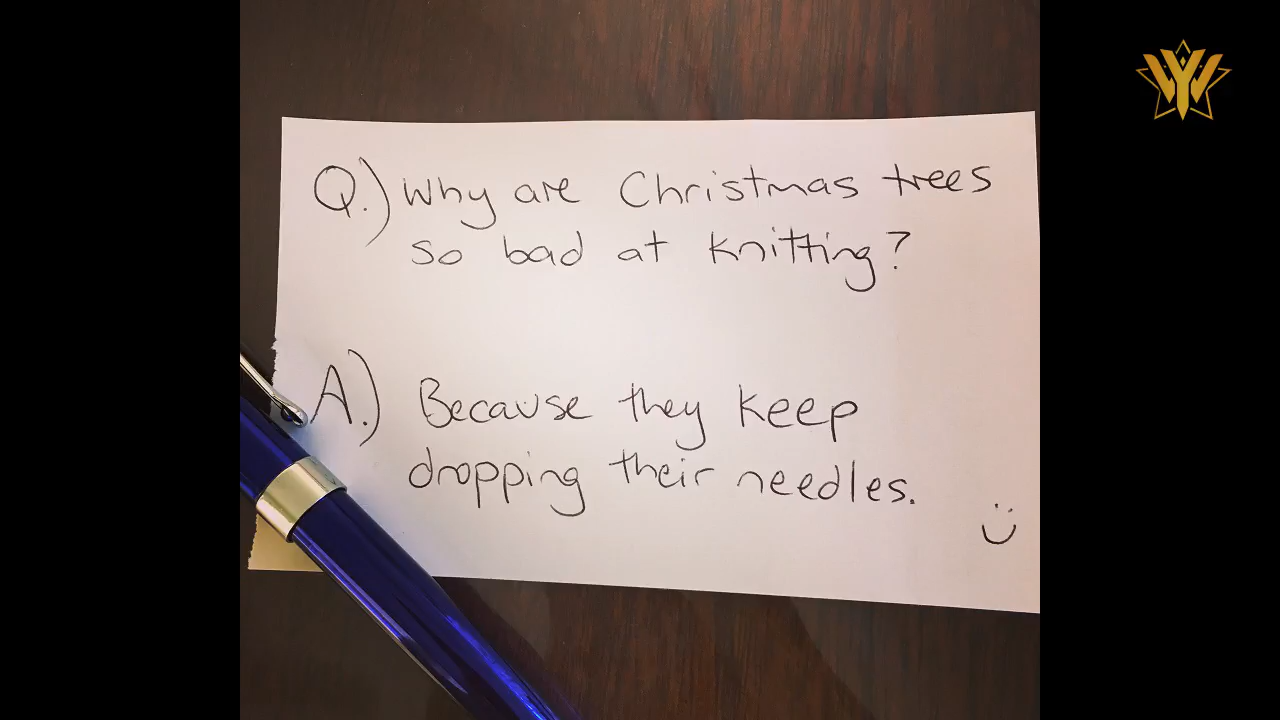 Q.) Why are Christmas trees
so bad at knitting?
A.) Because they keep
dropping their needles.